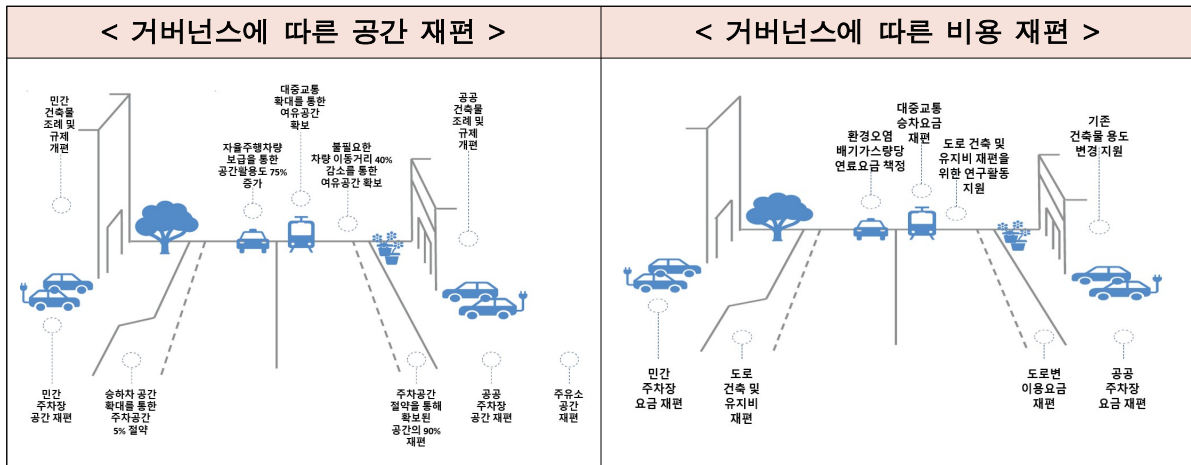 < 거버넌스에 따른 공간 재편 >
민간
건축물
조례 및
규제
개편
자율주행차량
보급을 통한
공간활용도 75%
증가
대중교통
확대를 통한
여유공간
확보
불필요한
차량 이동거리 40%
감소를 통한
여유공간 확보
공공
건축물
조례 및
규제
개편
민간
주차장
공간 재편
승하차 공간
확대를 통한
주차공간
5% 절약
주차공간
절약을 통해
확보된
공간의 90%
재편
공공
주차장
공간 재편
주유소
공간
재편
< 거버넌스에 따른 비용 재편 >
환경오염
배기가스량당
연료요금 책정
대중교통
승차요금
재편
도로 건축 및
유지비 재편을
위한 연구활동
지원
기존
건축물 용도
변경 지원
민간
주차장
요금 재편
도로
건축 및
유지비
재편
도로변
이용요금
재편
공공
주차장
요금 재편